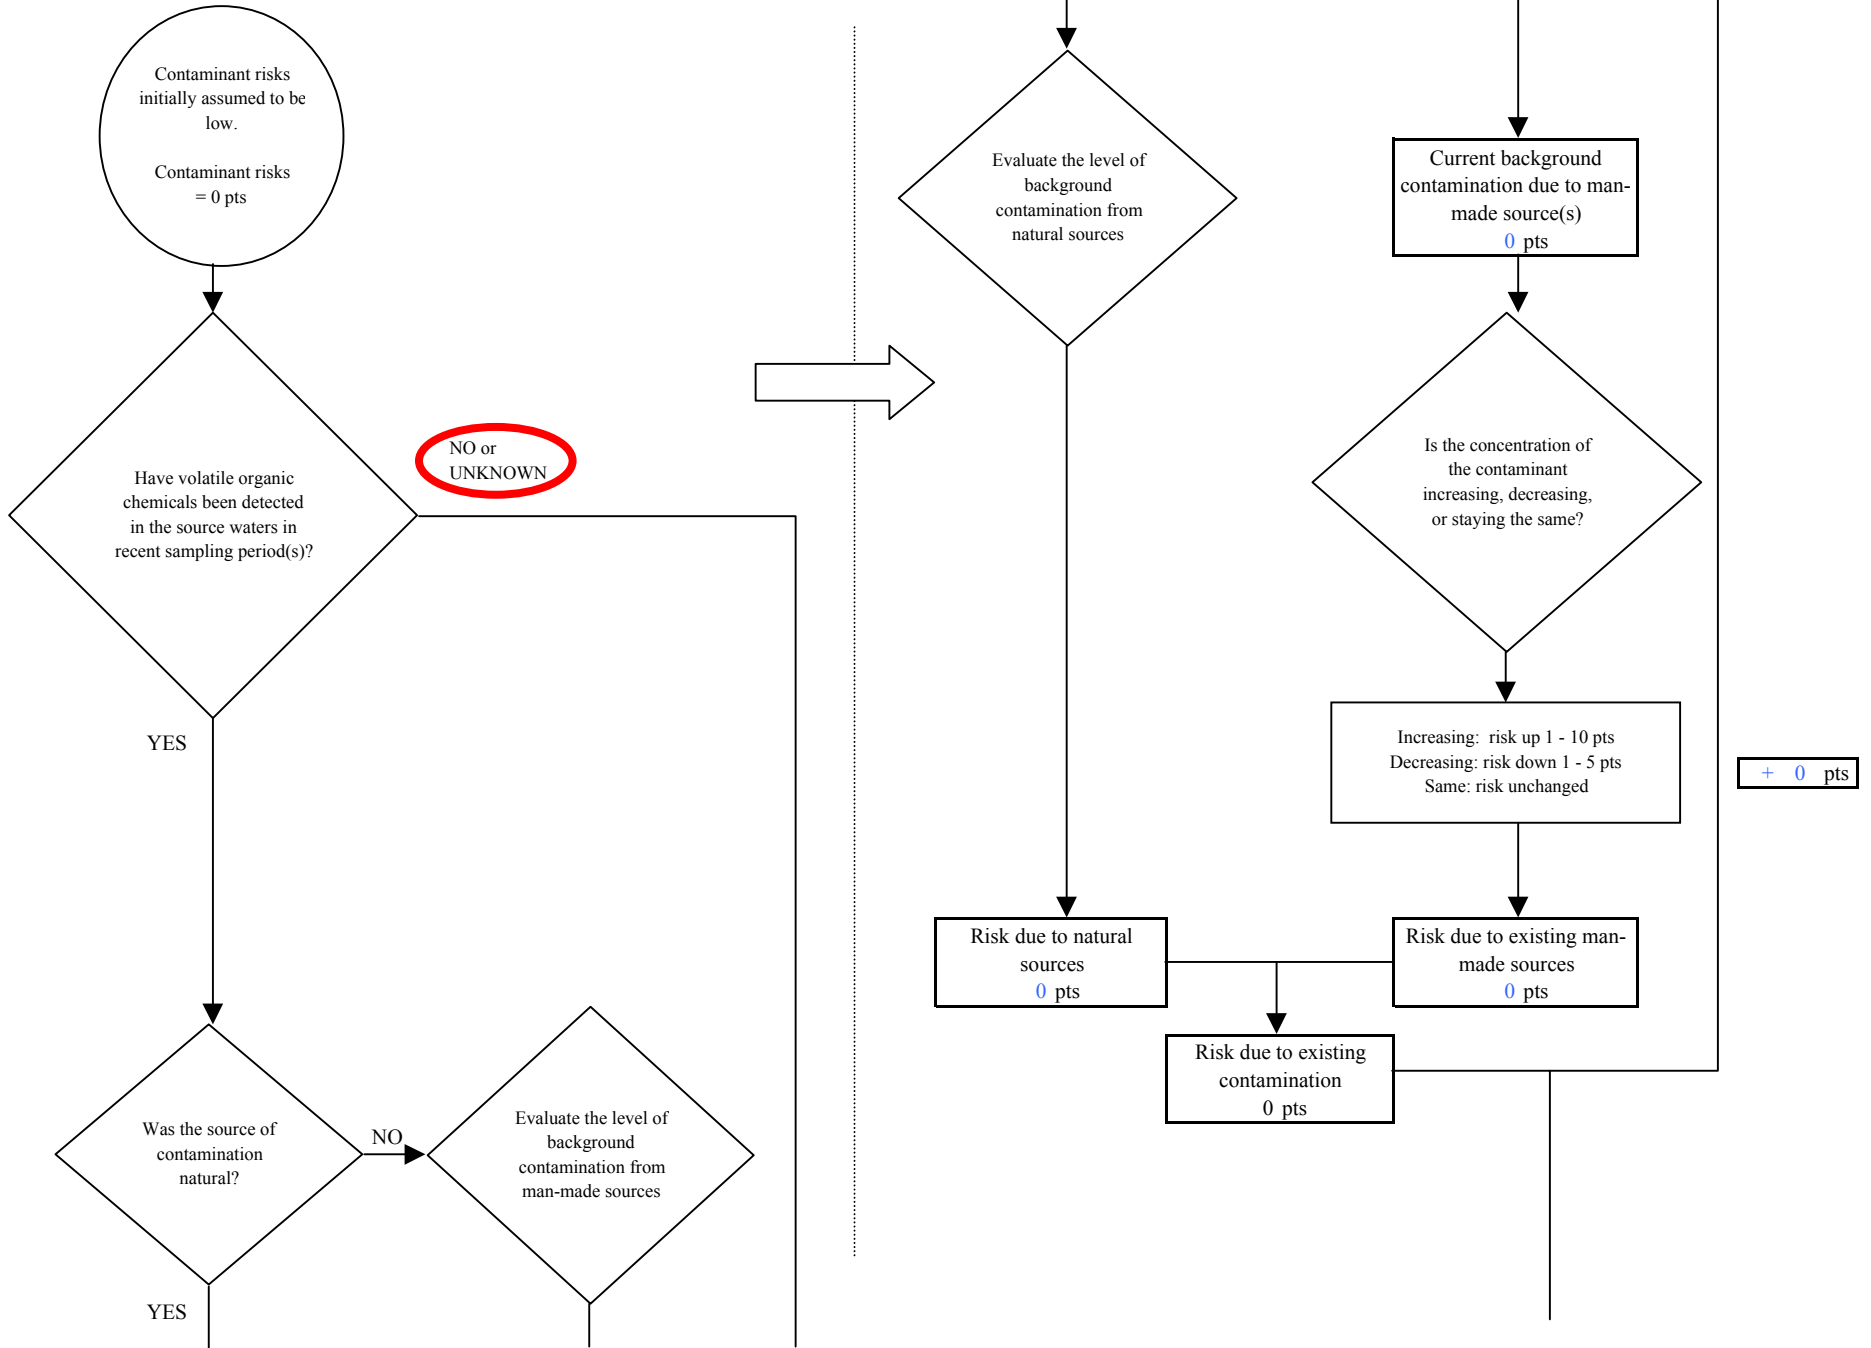 Contaminant risks
initially assumed to be
low.
Contaminant risks
= 0 pts
Have volatile organic
chemicals been detected
in the source waters in
recent sampling period(s)?
NO or
UNKNOWN
YES
Was the source of
contamination
natural?
NO
Evaluate the level of
background
contamination from
man-made sources
YES
Evaluate the level of
background
contamination from
natural sources
Current background
contamination due to man-
made source(s)
0 pts
Is the concentration of
the contaminant
increasing, decreasing,
or staying the same?
Increasing: risk up 1 - 10 pts
Decreasing: risk down 1 - 5 pts
Same: risk unchanged
+ 0 pts
Risk due to natural
sources
0 pts
Risk due to existing man-
made sources
0 pts
Risk due to existing
contamination
0 pts